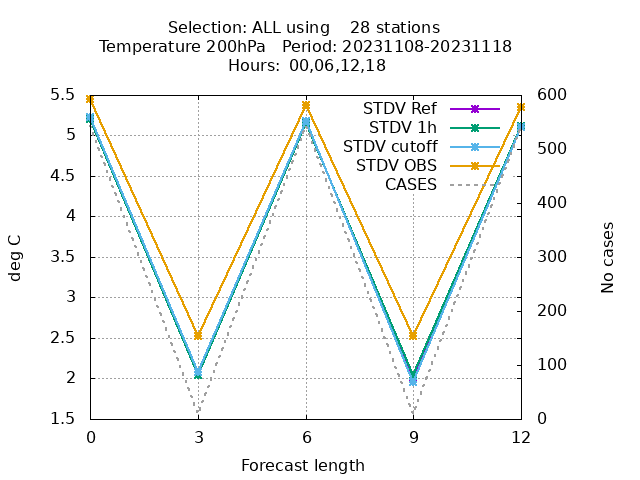 Selection: ALL using    28 stations
Temperature 200hPa   Period: 20231108-20231118
Hours: 00,06,12,18
5.5
5
4.5
4
3.5
3
2.5
2
1.5
deg C
STDV Ref
STDV 1h
STDV cutoff
STDV OBS
CASES
600
500
400
300
200
100
0
No cases
0 3 6 9 12
Forecast length